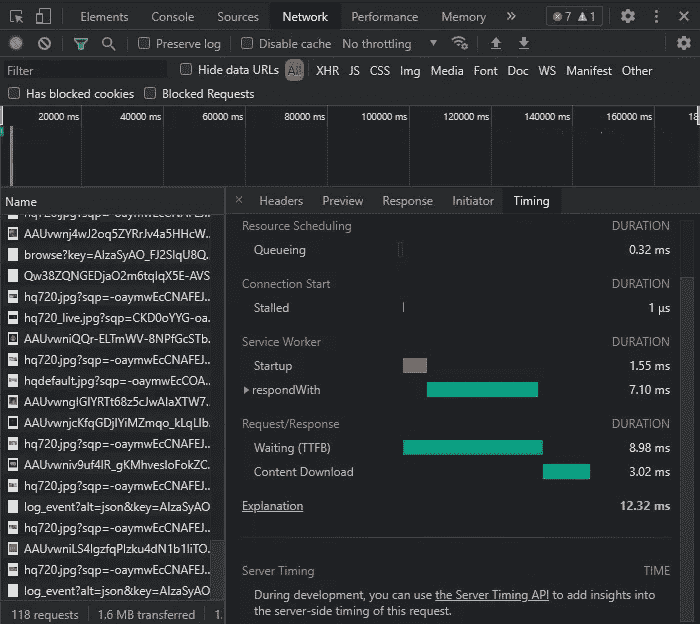 Elements Console Sources Network Performance Memory » 7 1
Preserve log Disable cache No throttling
Filter Hide data URLs All XHR JS CSS Img Media Font Doc WS Manifest Other
Has blocked cookies Blocked Requests
20000 ms 40000 ms 60000 ms 80000 ms 100000 ms 120000 ms 140000 ms 160000 ms 18
Name
× Headers Preview Response Initiator Timing
hq720.jpg?sqp=-oaymwEcCNAFEJ...
AAUvwnj4wJ2oq5ZYRrJv4a5HHcW...
browse?key=AIzaSyAO_FJ2SlqU8Q...
Qw38ZQNGEDjaO2m6tqIqX5E-AVS
hq720.jpg?sqp=-oaymwEcCNAFEJ...
hq720_live.jpg?sqp=CKD0oYYG-oa...
AAUvwniQQr-ELTmWV-8NPfGcSTb...
hq720.jpg?sqp=-oaymwEcCNAFEJ...
hqdefault.jpg?sqp=-oaymwEcCOA...
AAUvwnglGIYRTt68z5cJwAlaXTW7...
AAUvwnjcKfqGDJIYiMZmqo_kLqLIb...
hq720.jpg?sqp=-oaymwEcCNAFEJ...
AAUvwniv9uf4IR_gKMhvesIoFokZC...
hq720.jpg?sqp=-oaymwEcCNAFEJ...
log_event?alt=json&key=AIzaSyAO
hq720.jpg?sqp=-oaymwEcCNAFEJ...
AAUvwniLS4lgzfqPlzku4dN1b1IiTO...
hq720.jpg?sqp=-oaymwEcCNAFEJ...
log_event?alt=json&key=AIzaSyAO
118 requests 1.6 MB transferred 1.
Resource Scheduling DURATION
Queueing 0.32 ms
Connection Start DURATION
Stalled 1 µs
Service Worker DURATION
Startup 1.55 ms
respondWith 7.10 ms
Request/Response DURATION
Waiting (TTFB) 8.98 ms
Content Download 3.02 ms
Explanation 12.32 ms
Server Timing TIME
During development, you can use the Server Timing API to add insights into
the server-side timing of this request.